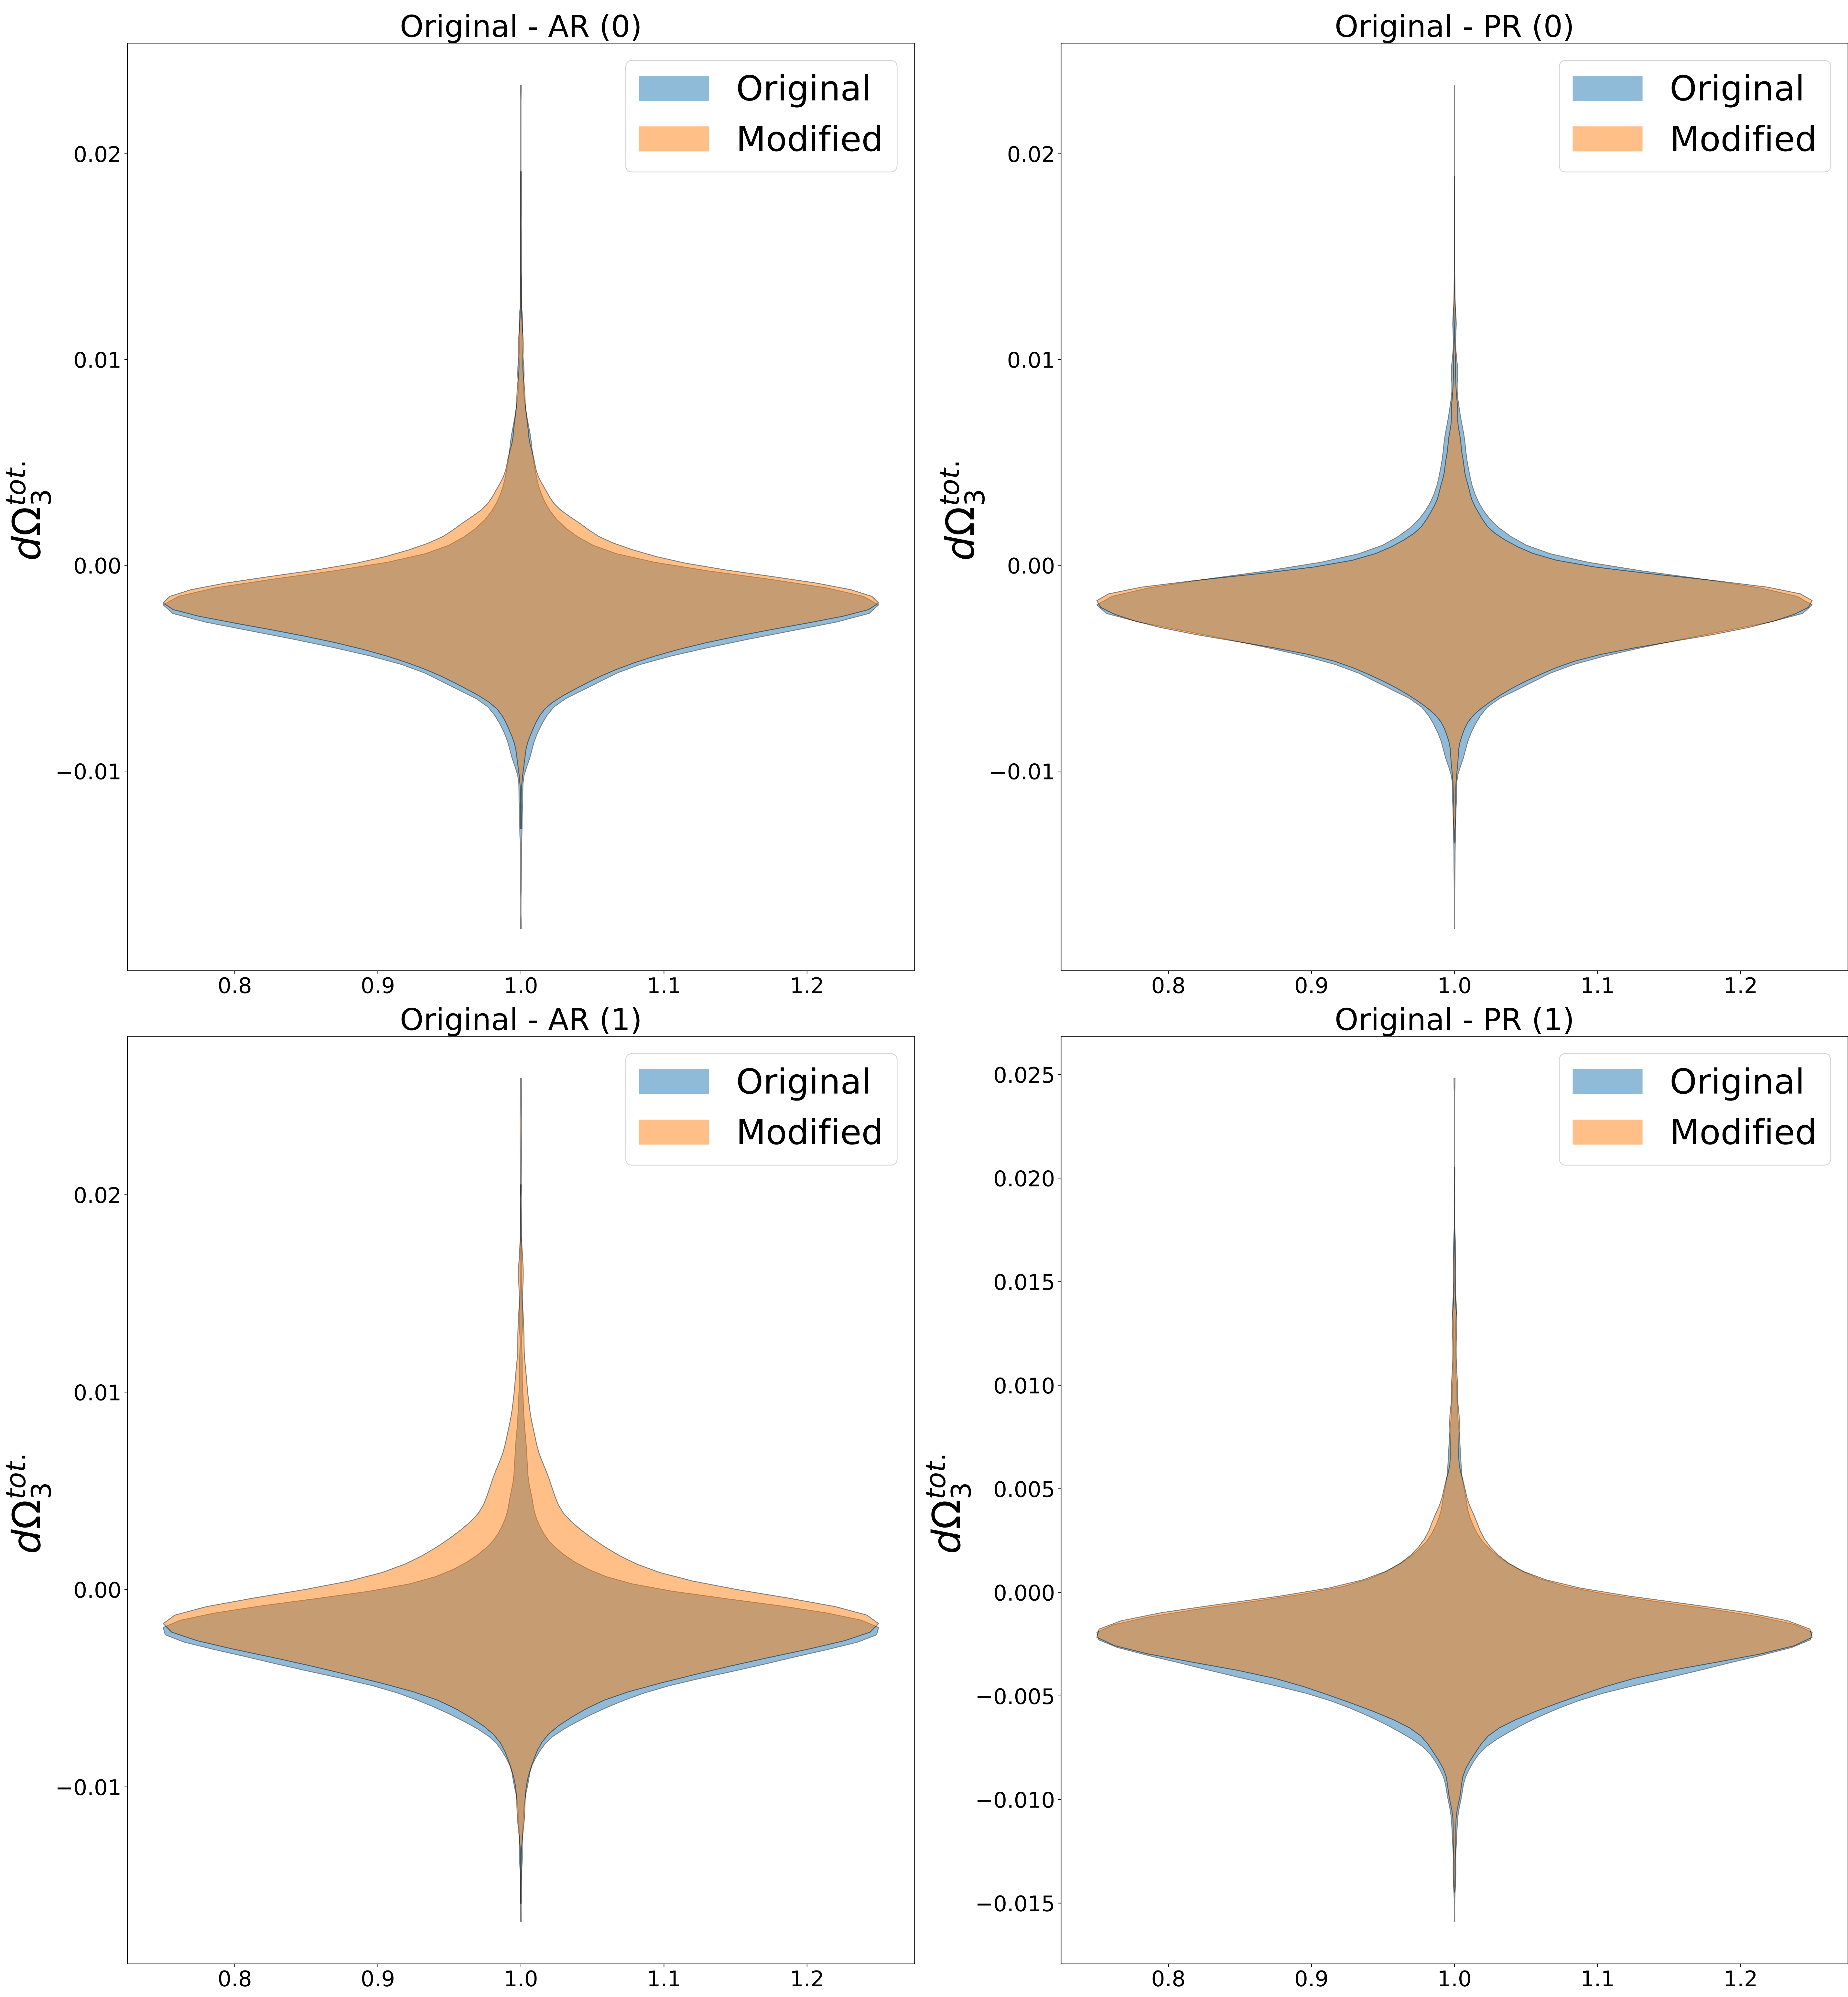 Original - AR (0)
Original
Modified
dΩ₃ᵗᵒᵗ·
0.02
0.01
0.00
−0.01
0.8 0.9 1.0 1.1 1.2
Original - PR (0)
Original
Modified
dΩ₃ᵗᵒᵗ·
0.02
0.01
0.00
−0.01
0.8 0.9 1.0 1.1 1.2
Original - AR (1)
Original
Modified
dΩ₃ᵗᵒᵗ·
0.02
0.01
0.00
−0.01
0.8 0.9 1.0 1.1 1.2
Original - PR (1)
Original
Modified
dΩ₃ᵗᵒᵗ·
0.025
0.020
0.015
0.010
0.005
0.000
−0.005
−0.010
−0.015
0.8 0.9 1.0 1.1 1.2